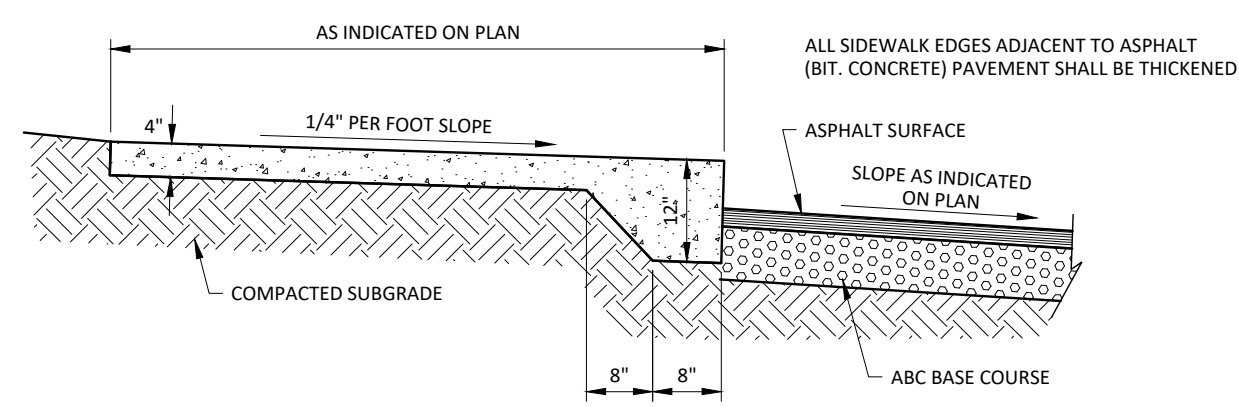 AS INDICATED ON PLAN
ALL SIDEWALK EDGES ADJACENT TO ASPHALT
(BIT. CONCRETE) PAVEMENT SHALL BE THICKENED
4"
1/4" PER FOOT SLOPE
ASPHALT SURFACE
SLOPE AS INDICATED
ON PLAN
12"
COMPACTED SUBGRADE
8"
8"
ABC BASE COURSE